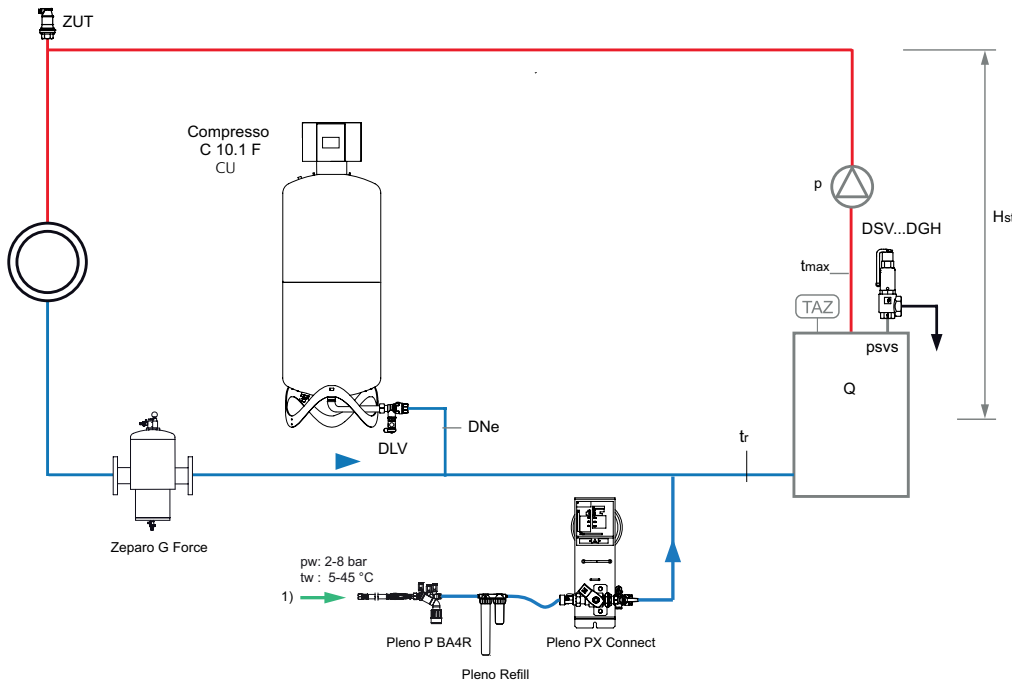 ZUT
Compresso
C 10.1 F
CU
p
Hst
DSV...DGH
tmax
TAZ
psvs
Q
DNe
DLV
tr
Zeparo G Force
pw: 2-8 bar
tw : 5-45 °C
1)
Pleno P BA4R
Pleno PX Connect
Pleno Refill